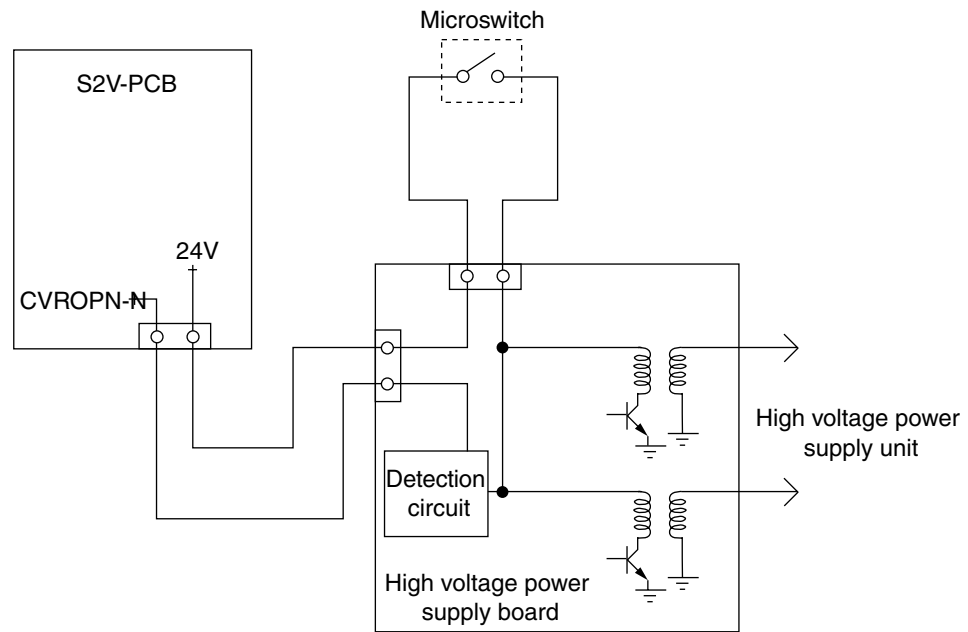 Microswitch
S2V-PCB
24V
CVROPN-N
High voltage power
supply unit
Detection
circuit
High voltage power
supply board